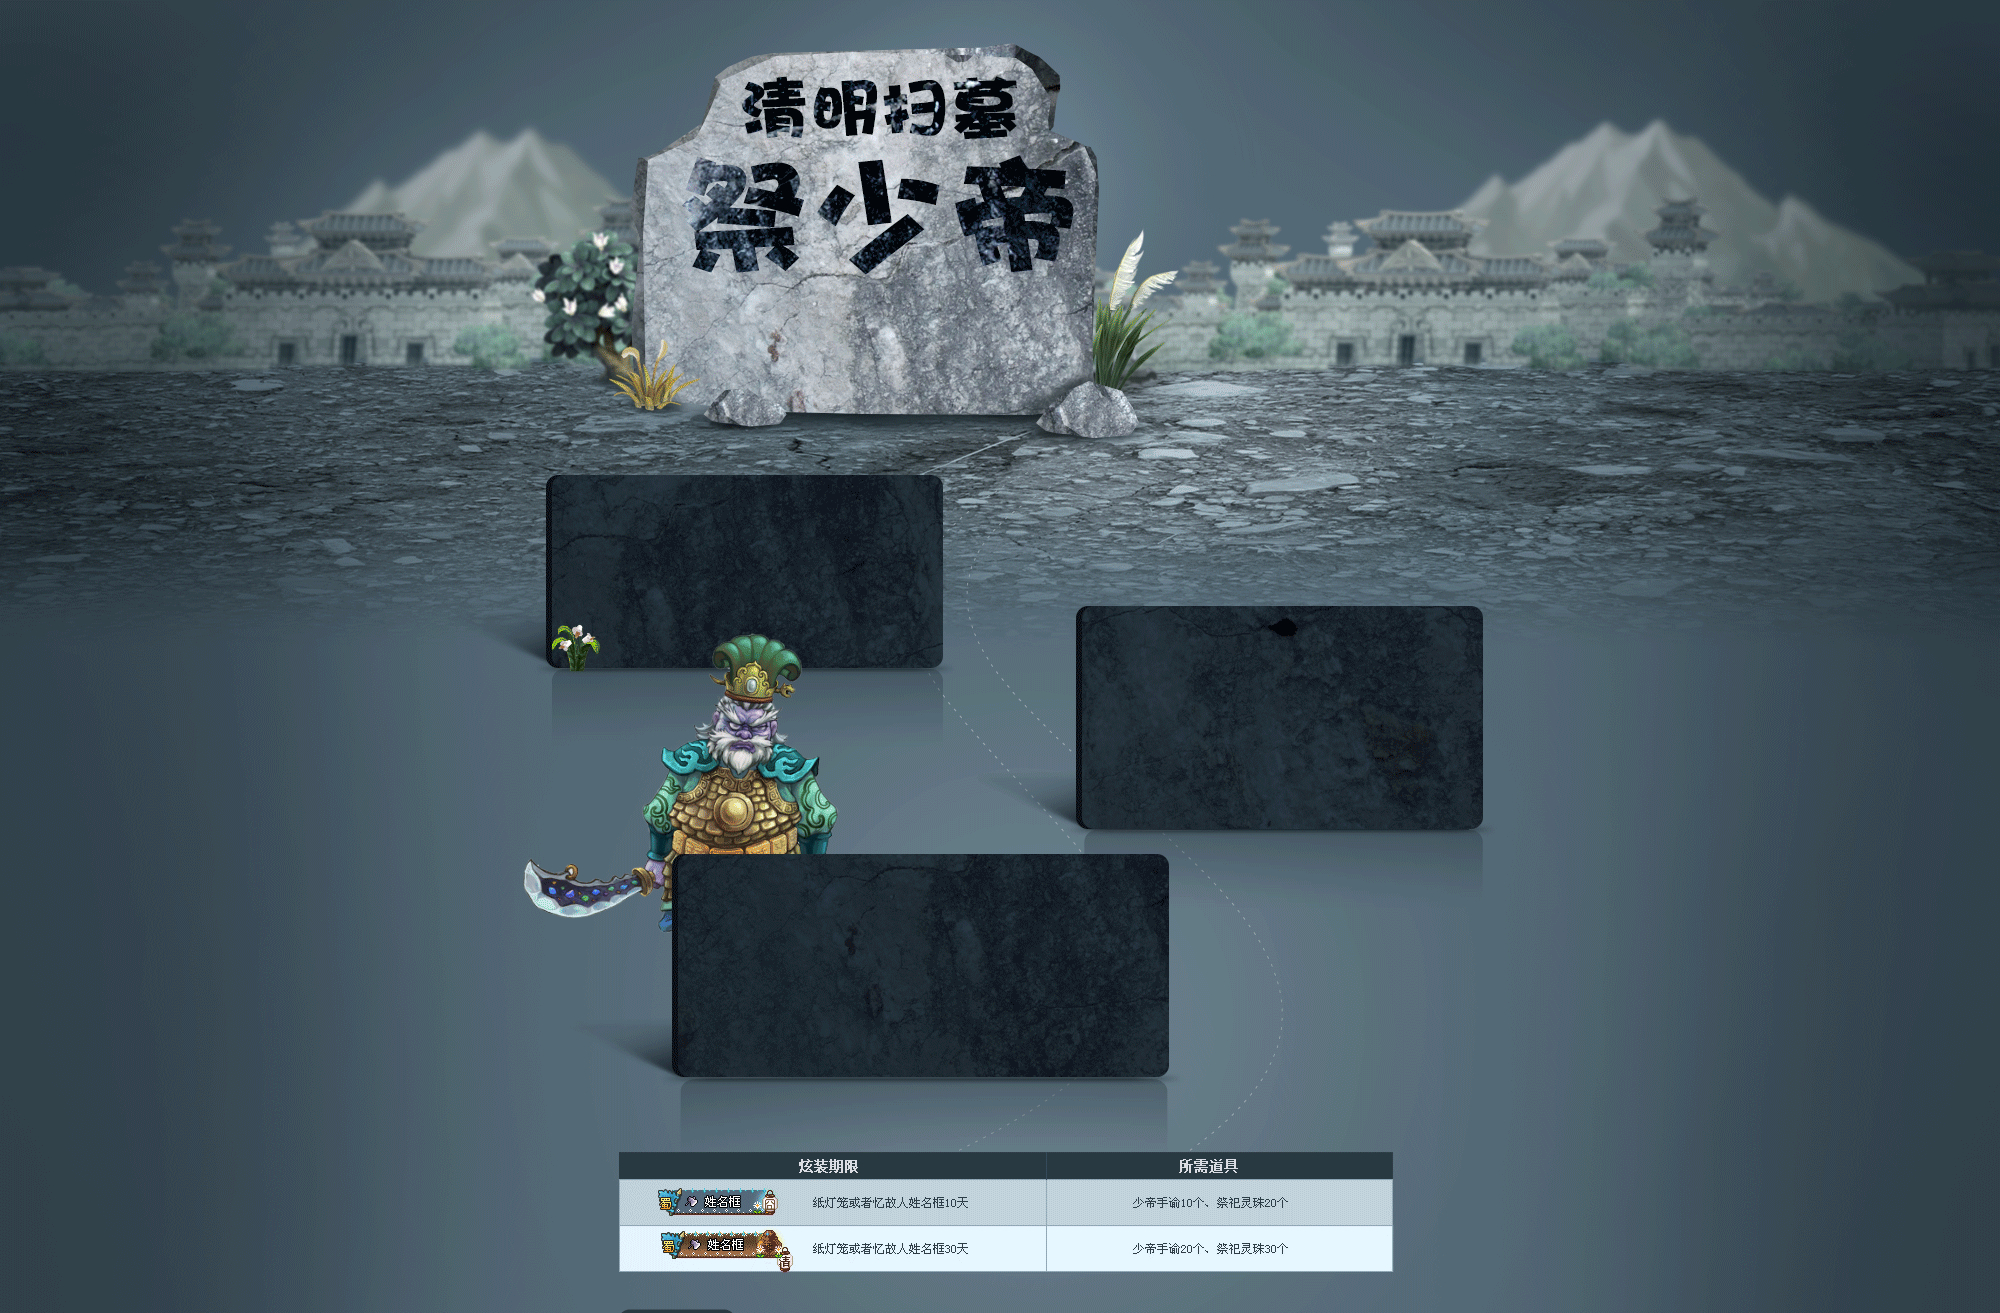 清明扫墓
祭少帝
炫装期限 所需道具
蜀 姓名框 纸灯笼或者忆故人姓名框10天 少帝手谕10个、祭祀灵珠20个
蜀 姓名框 清 纸灯笼或者忆故人姓名框30天 少帝手谕20个、祭祀灵珠30个